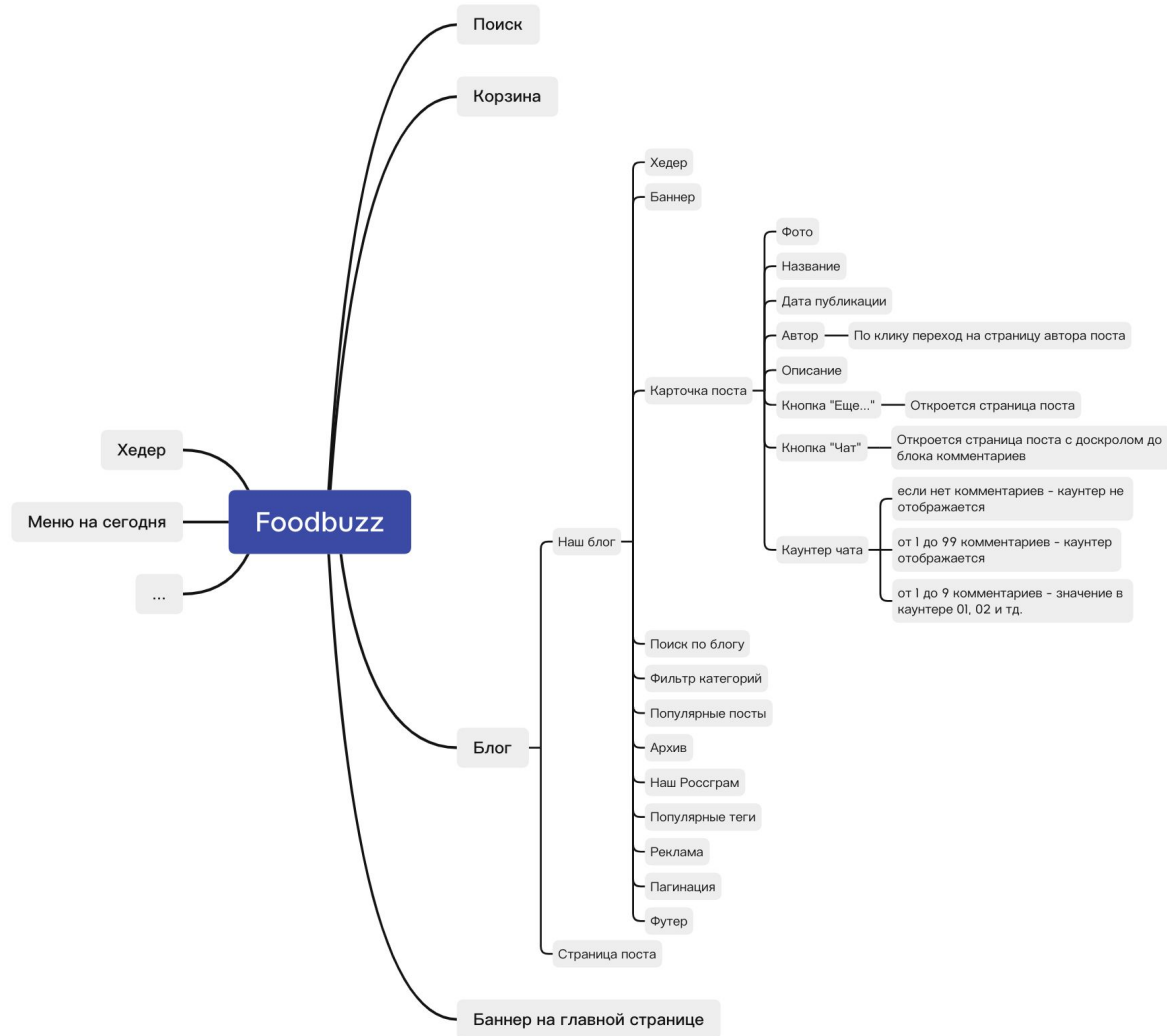 Поиск
Корзина
Хедер
Баннер
Фото
Название
Дата публикации
Автор
По клику переход на страницу автора поста
Описание
Карточка поста
Кнопка "Еще..."
Откроется страница поста
Кнопка "Чат"
Откроется страница поста с доскролом до
блока комментариев
Хедер
Меню на сегодня
...
Foodbuzz
если нет комментариев - каунтер не
отображается
Наш блог
Каунтер чата
от 1 до 99 комментариев - каунтер
отображается
от 1 до 9 комментариев - значение в
каунтере 01, 02 и тд.
Поиск по блогу
Фильтр категорий
Популярные посты
Блог
Архив
Наш Россграм
Популярные теги
Реклама
Пагинация
Футер
Страница поста
Баннер на главной странице